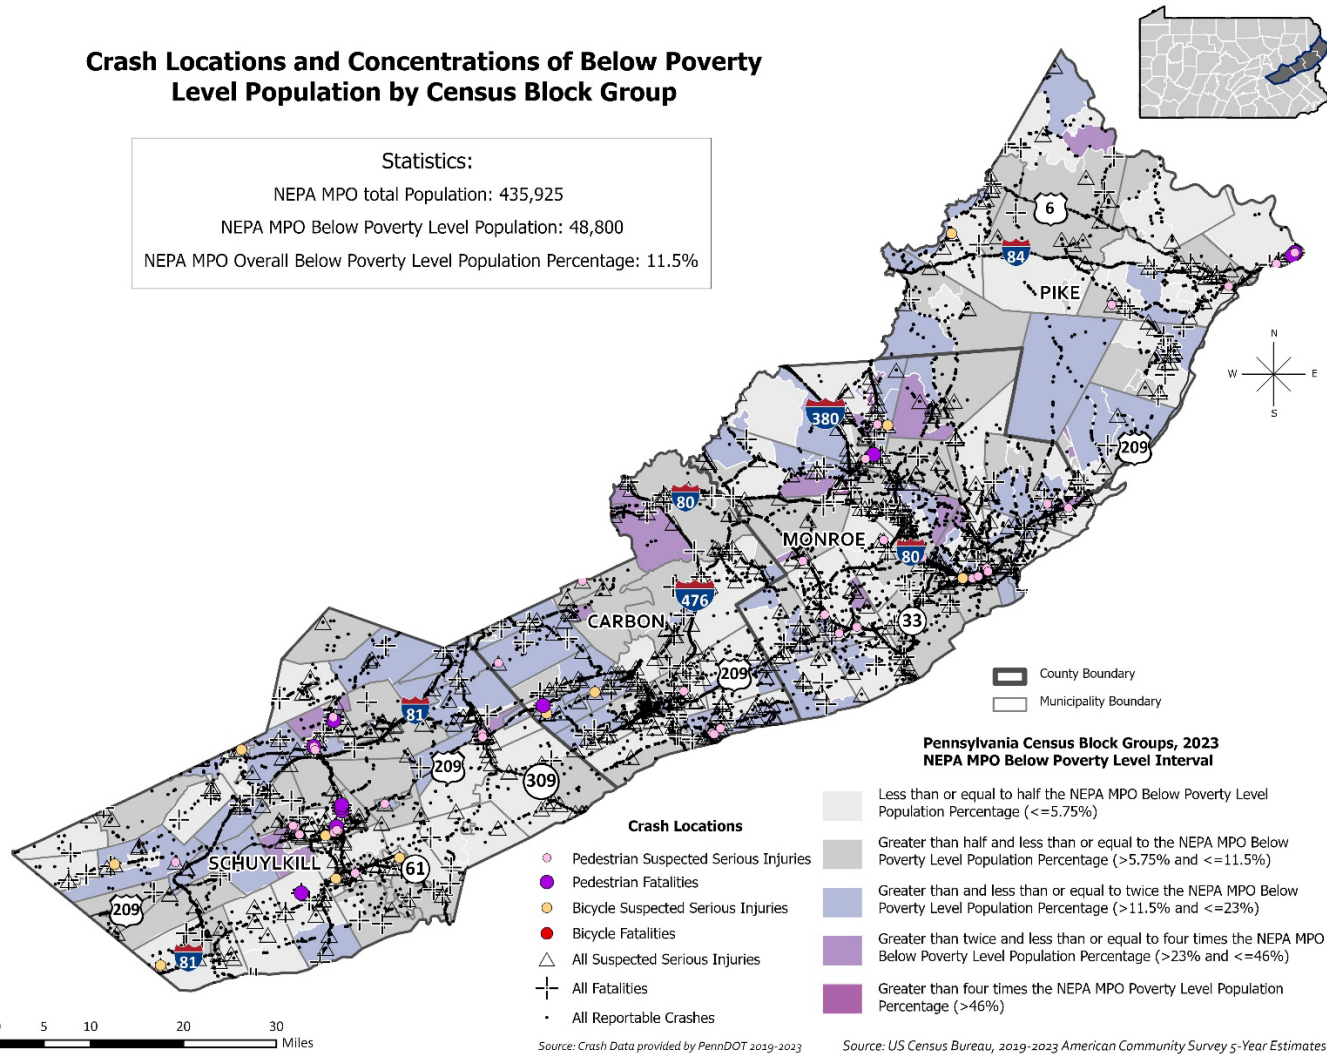 Crash Locations and Concentrations of Below Poverty
Level Population by Census Block Group
Statistics:
NEPA MPO total Population: 435,925
NEPA MPO Below Poverty Level Population: 48,800
NEPA MPO Overall Below Poverty Level Population Percentage: 11.5%
6
84
PIKE
N
W
E
S
380
209
80
MONROE
80
476
CARBON
33
209
81
209
309
SCHUYLKILL
61
209
81
County Boundary
Municipality Boundary
Pennsylvania Census Block Groups, 2023
NEPA MPO Below Poverty Level Interval
Less than or equal to half the NEPA MPO Below Poverty Level
Population Percentage (<=5.75%)
Greater than half and less than or equal to the NEPA MPO Below
Poverty Level Population Percentage (>5.75% and <=11.5%)
Greater than and less than or equal to twice the NEPA MPO Below
Poverty Level Population Percentage (>11.5% and <=23%)
Greater than twice and less than or equal to four times the NEPA MPO
Below Poverty Level Population Percentage (>23% and <=46%)
Greater than four times the NEPA MPO Poverty Level Population
Percentage (>46%)
Crash Locations
Pedestrian Suspected Serious Injuries
Pedestrian Fatalities
Bicycle Suspected Serious Injuries
Bicycle Fatalities
All Suspected Serious Injuries
All Fatalities
All Reportable Crashes
5 10 20 30
Miles
Source: Crash Data provided by PennDOT 2019-2023
Source: US Census Bureau, 2019-2023 American Community Survey 5-Year Estimates